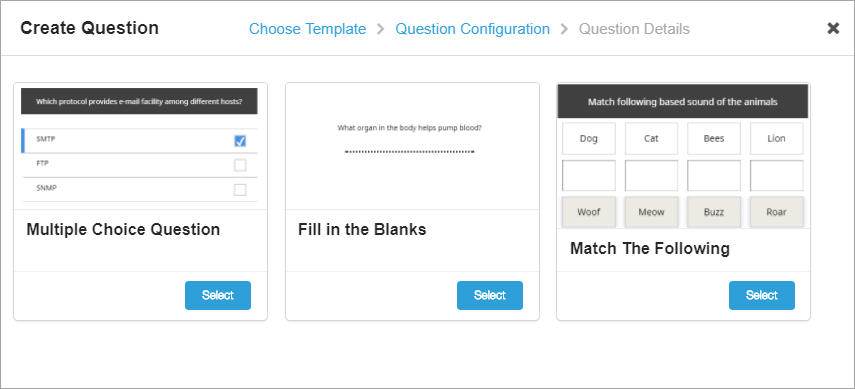 Create Question
Choose Template > Question Configuration > Question Details
Which protocol provides e-mail facility among different hosts?
SMTP
FTP
SNMP
Multiple Choice Question
Select
What organ in the body helps pump blood?
Fill in the Blanks
Select
Match following based sound of the animals
Dog Cat Bees Lion
Woof Meow Buzz Roar
Match The Following
Select